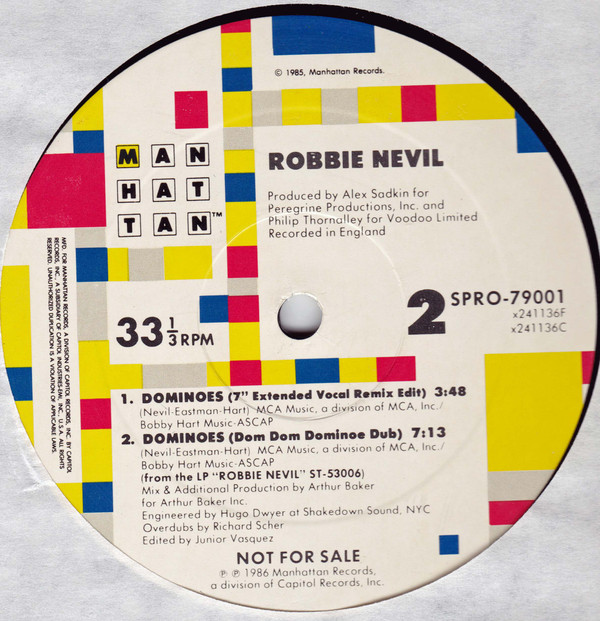 © 1985, Manhattan Records.
MAN
HAT
TAN™
ROBBIE NEVIL
Produced by Alex Sadkin for
Peregrine Productions, Inc. and
Philip Thornalley for Voodoo Limited
Recorded in England
MFD. FOR MANHATTAN RECORDS, A DIVISION OF CAPITOL RECORDS, INC. BY CAPITOL
RECORDS, INC. A SUBSIDIARY OF CAPITOL INDUSTRIES-EMI, INC., U.S.A. ALL RIGHTS
RESERVED. UNAUTHORIZED DUPLICATION IS A VIOLATION OF APPLICABLE LAWS.
33 1/3 RPM
2 SPRO-79001
x241136F
x241136C
1. DOMINOES (7" Extended Vocal Remix Edit) 3:48
(Nevil-Eastman-Hart) MCA Music, a division of MCA, Inc./
Bobby Hart Music-ASCAP
2. DOMINOES (Dom Dom Dominoe Dub) 7:13
(Nevil-Eastman-Hart) MCA Music, a division of MCA, Inc./
Bobby Hart Music-ASCAP
(from the LP "ROBBIE NEVIL" ST-53006)
Mix & Additional Production by Arthur Baker
for Arthur Baker Inc.
Engineered by Hugo Dwyer at Shakedown Sound, NYC
Overdubs by Richard Scher
Edited by Junior Vasquez
NOT FOR SALE
℗ ℗ 1986 Manhattan Records,
a division of Capitol Records, Inc.